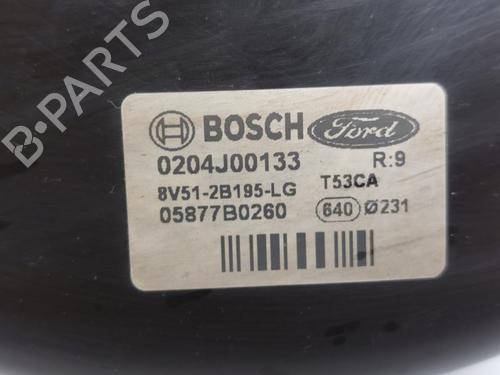 B-PARTS
BOSCH Ford
0204J00133 R:9
8V51-2B195-LG T53CA
05877B0260 640 Ø231